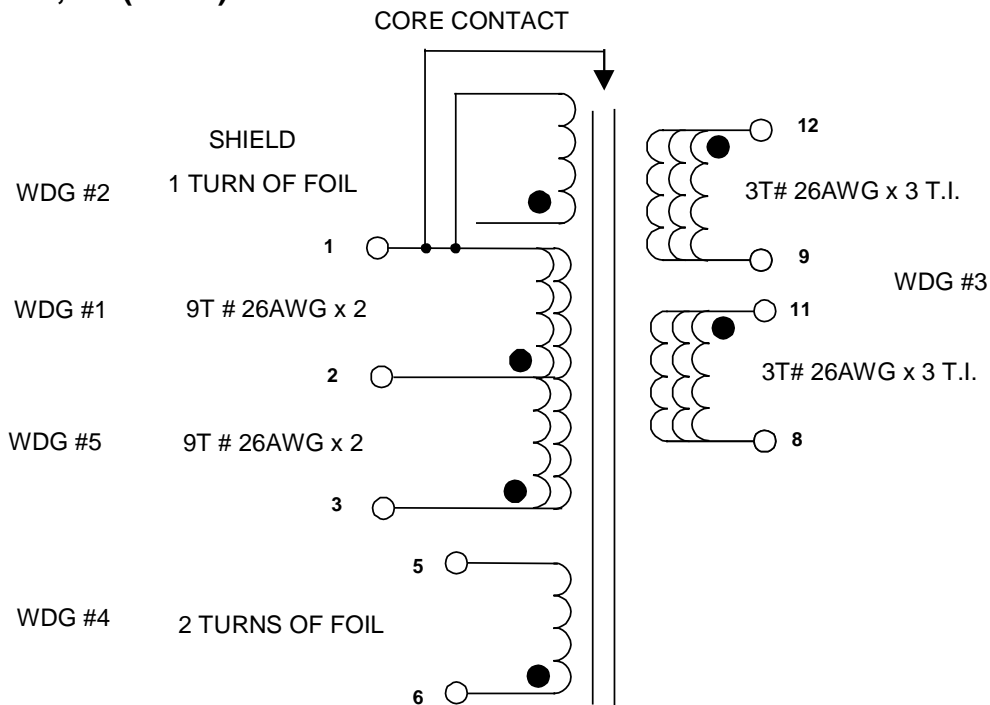 CORE CONTACT
SHIELD
1 TURN OF FOIL
WDG #2
12
3T# 26AWG x 3 T.I.
1
9
WDG #3
WDG #1
9T # 26AWG x 2
11
2
3T# 26AWG x 3 T.I.
WDG #5
9T # 26AWG x 2
8
3
5
WDG #4
2 TURNS OF FOIL
6